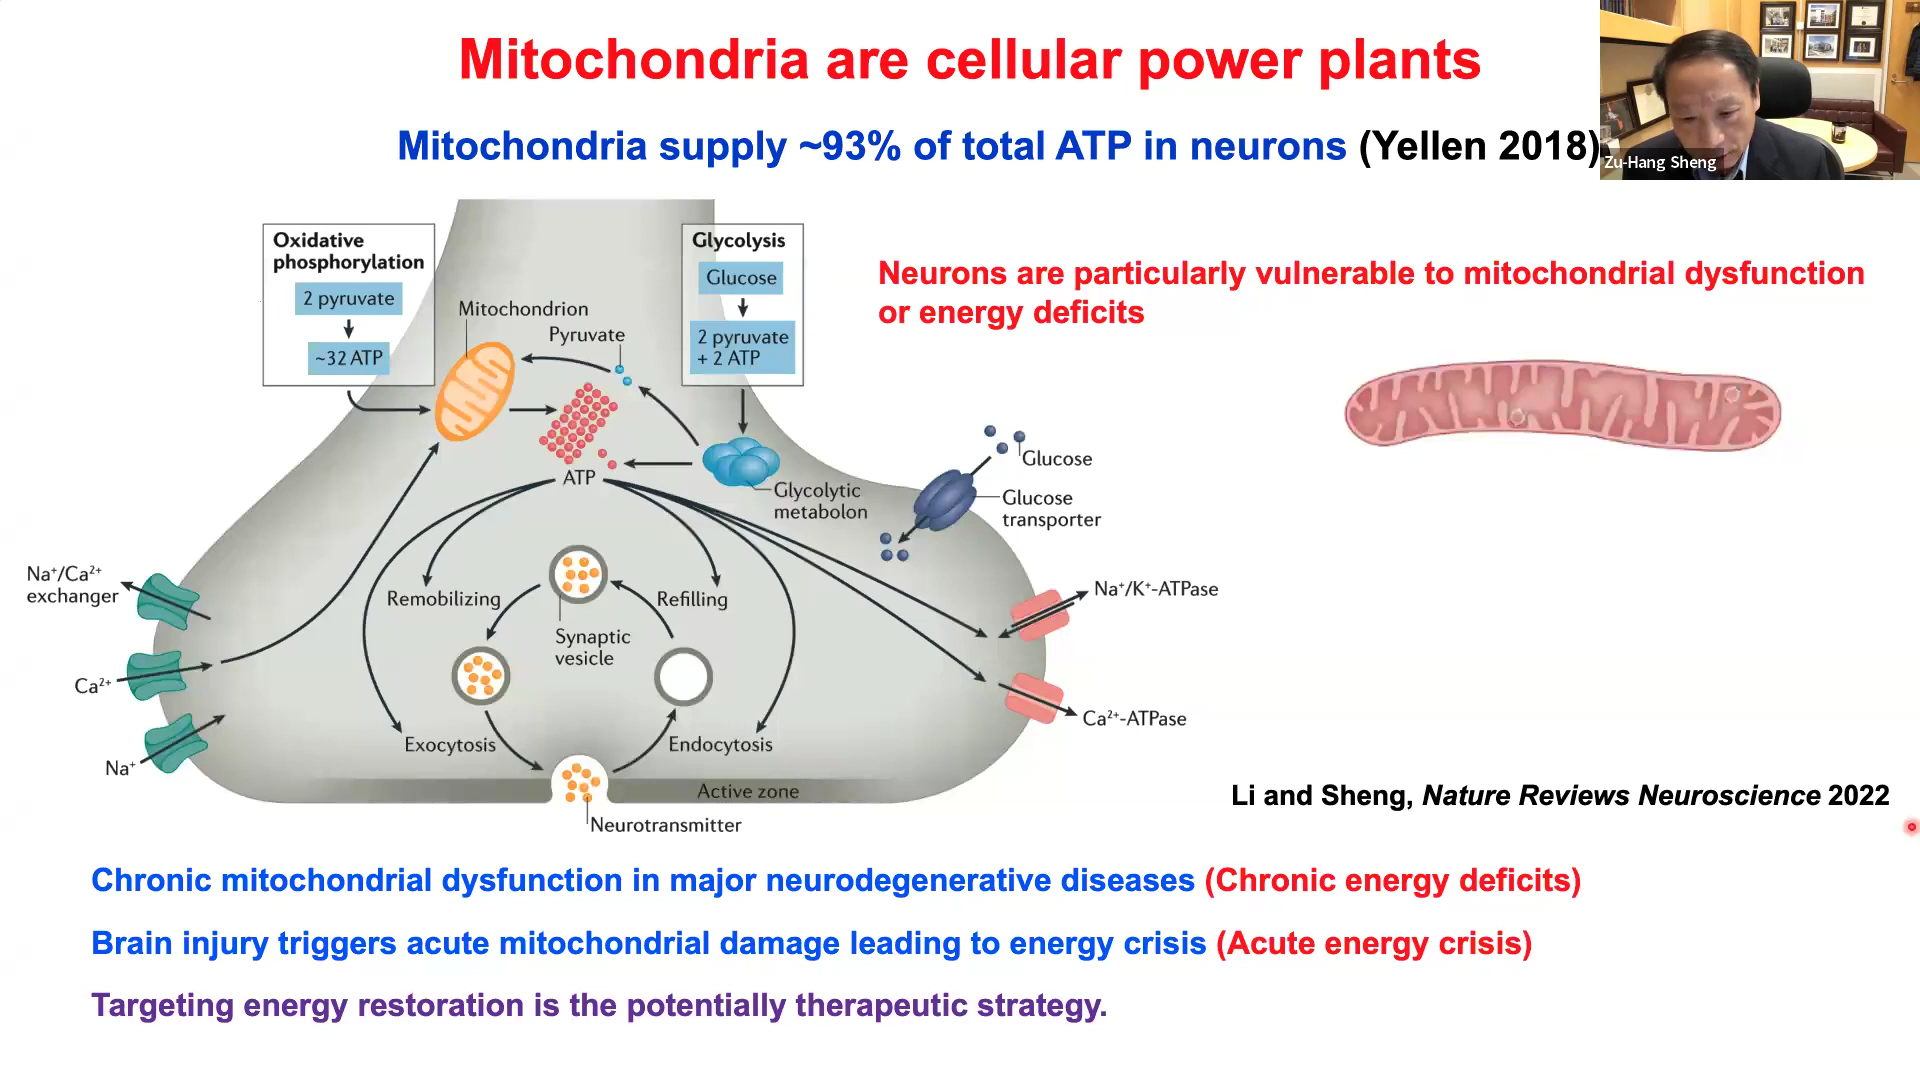 Mitochondria are cellular power plants
Mitochondria supply ~93% of total ATP in neurons (Yellen 2018)
Zu-Hang Sheng
Oxidative
phosphorylation
2 pyruvate
~32 ATP
Glycolysis
Glucose
2 pyruvate
+ 2 ATP
Mitochondrion
Pyruvate
ATP
Glycolytic
metabolon
Neurons are particularly vulnerable to mitochondrial dysfunction
or energy deficits
Glucose
Glucose
transporter
Na⁺/Ca²⁺
exchanger
Ca²⁺
Na⁺
Remobilizing
Refilling
Synaptic
vesicle
Exocytosis
Endocytosis
Active zone
Neurotransmitter
Na⁺/K⁺-ATPase
Ca²⁺-ATPase
Li and Sheng, Nature Reviews Neuroscience 2022
Chronic mitochondrial dysfunction in major neurodegenerative diseases (Chronic energy deficits)
Brain injury triggers acute mitochondrial damage leading to energy crisis (Acute energy crisis)
Targeting energy restoration is the potentially therapeutic strategy.